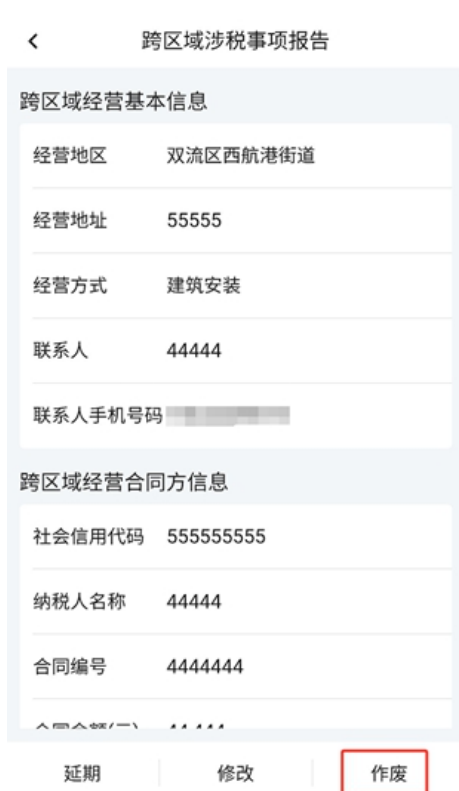 跨区域涉税事项报告
跨区域经营基本信息
经营地区 双流区西航港街道
经营地址 55555
经营方式 建筑安装
联系人 44444
联系人手机号码
跨区域经营合同方信息
社会信用代码 555555555
纳税人名称 44444
合同编号 4444444
延期 修改 作废